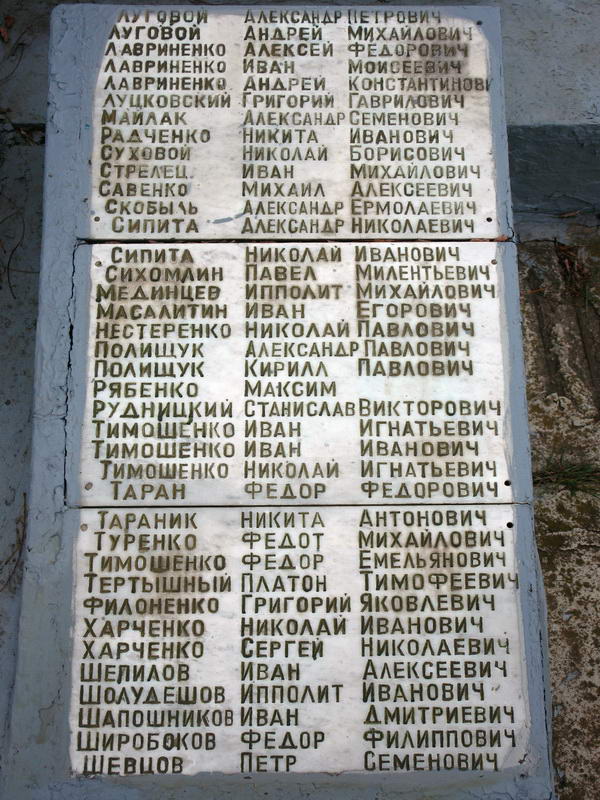 ЛУГОВОЙ АЛЕКСАНДР ПЕТРОВИЧ
ЛУГОВОЙ АНДРЕЙ МИХАЙЛОВИЧ
ЛАВРИНЕНКО АЛЕКСЕЙ ФЕДОРОВИЧ
ЛАВРИНЕНКО ИВАН МОИСЕЕВИЧ
ЛАВРИНЕНКО АНДРЕЙ КОНСТАНТИНОВИЧ
ЛУЦКОВСКИЙ ГРИГОРИЙ ГАВРИЛОВИЧ
МАЙЛАК АЛЕКСАНДР СЕМЕНОВИЧ
РАДЧЕНКО НИКИТА ИВАНОВИЧ
СУХОВОЙ НИКОЛАЙ БОРИСОВИЧ
СТРЕЛЕЦ ИВАН МИХАЙЛОВИЧ
САВЕНКО МИХАИЛ АЛЕКСЕЕВИЧ
СКОБЫЛЬ АЛЕКСАНДР ЕРМОЛАЕВИЧ
СИПИТА АЛЕКСАНДР НИКОЛАЕВИЧ
СИПИТА НИКОЛАЙ ИВАНОВИЧ
СИХОМЛИН ПАВЕЛ МИЛЕНТЬЕВИЧ
МЕДИНЦЕВ ИППОЛИТ МИХАЙЛОВИЧ
МАСАЛИТИН ИВАН ЕГОРОВИЧ
НЕСТЕРЕНКО НИКОЛАЙ ПАВЛОВИЧ
ПОЛИЩУК АЛЕКСАНДР ПАВЛОВИЧ
ПОЛИЩУК КИРИЛЛ ПАВЛОВИЧ
РЯБЕНКО МАКСИМ
РУДНИЦКИЙ СТАНИСЛАВ ВИКТОРОВИЧ
ТИМОШЕНКО ИВАН ИГНАТЬЕВИЧ
ТИМОШЕНКО ИВАН ИВАНОВИЧ
ТИМОШЕНКО НИКОЛАЙ ИГНАТЬЕВИЧ
ТАРАН ФЕДОР ФЕДОРОВИЧ
ТАРАНИК НИКИТА АНТОНОВИЧ
ТУРЕНКО ФЕДОТ МИХАЙЛОВИЧ
ТИМОШЕНКО ФЕДОР ЕМЕЛЬЯНОВИЧ
ТЕРТЫШНЫЙ ПЛАТОН ТИМОФЕЕВИЧ
ФИЛОНЕНКО ГРИГОРИЙ ЯКОВЛЕВИЧ
ХАРЧЕНКО НИКОЛАЙ ИВАНОВИЧ
ХАРЧЕНКО СЕРГЕЙ НИКОЛАЕВИЧ
ШЕПИЛОВ ИВАН АЛЕКСЕЕВИЧ
ШОЛУДЕШОВ ИППОЛИТ ИВАНОВИЧ
ШАПОШНИКОВ ИВАН ДМИТРИЕВИЧ
ШИРОБОКОВ ФЕДОР ФИЛИППОВИЧ
ШЕВЦОВ ПЕТР СЕМЕНОВИЧ